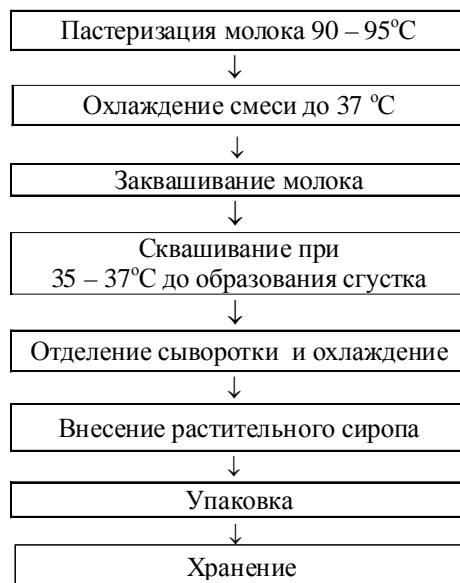 Пастеризация молока 90 – 95°С
↓
Охлаждение смеси до 37 °С
↓
Заквашивание молока
↓
Сквашивание при
35 – 37°С до образования сгустка
↓
Отделение сыворотки и охлаждение
↓
Внесение растительного сиропа
↓
Упаковка
↓
Хранение